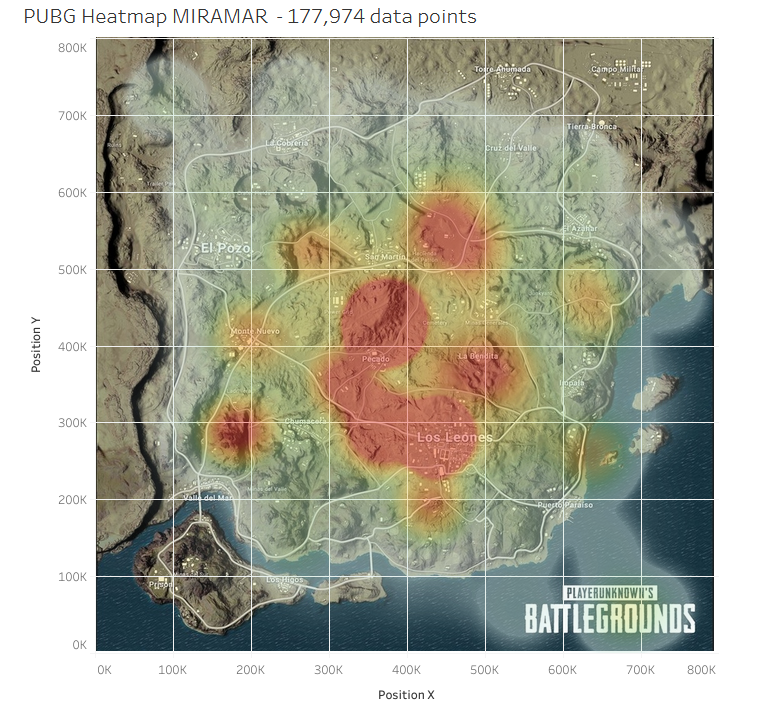 PUBG Heatmap MIRAMAR - 177,974 data points
800K
700K
600K
500K
400K
300K
200K
100K
0K
Position Y
Torre Ahumada
Campo Militar
Tierra Bronca
La Cobreria
Cruz del Valle
El Azahar
El Pozo
San Martin
Monte Nuevo
Pecado
La Bendita
Impala
Chumacera
Los Leones
Valle del Mar
Puerto Paraiso
Prison
Los Higos
PLAYERUNKNOWN'S
BATTLEGROUNDS
0K
100K
200K
300K
400K
500K
600K
700K
800K
Position X